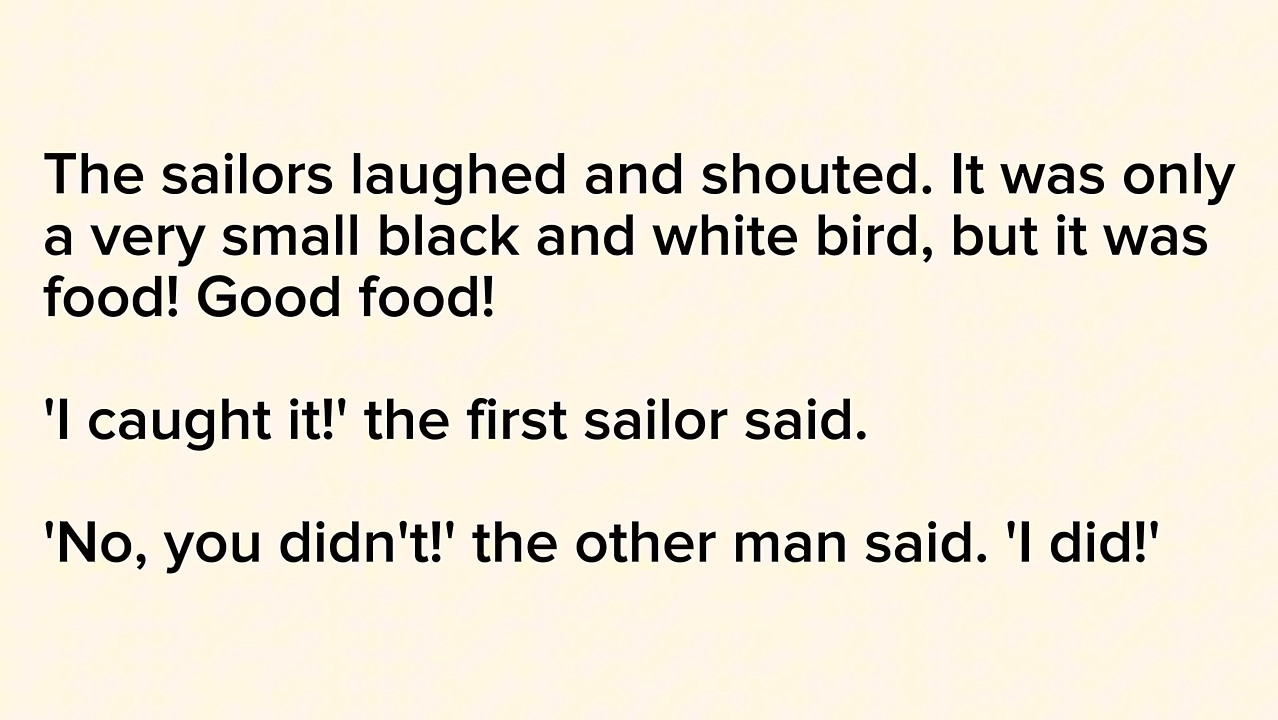 The sailors laughed and shouted. It was only
a very small black and white bird, but it was
food! Good food!
'I caught it!' the first sailor said.
'No, you didn't!' the other man said. 'I did!'